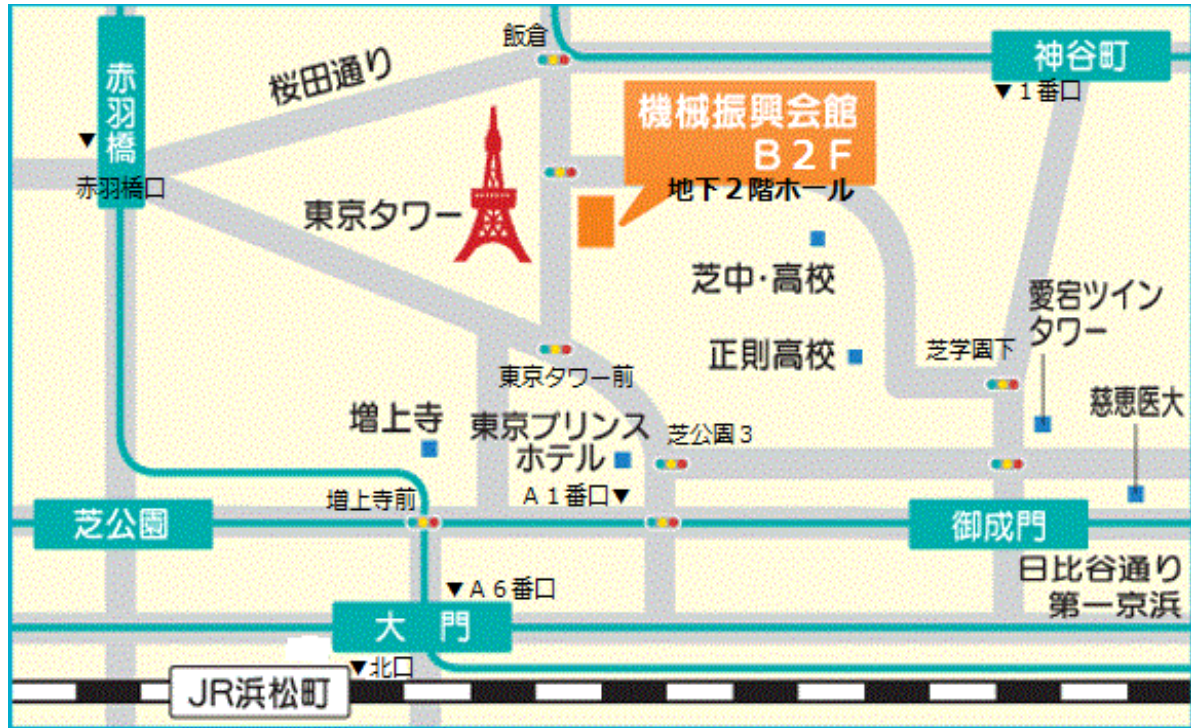 飯倉
赤羽橋
桜田通り
神谷町
▼１番口
機械振興会館
Ｂ２Ｆ
地下２階ホール
▼
赤羽橋口
東京タワー
芝中・高校
愛宕ツイン
タワー
正則高校
芝学園下
東京タワー前
慈恵医大
増上寺
東京プリンス
ホテル
芝公園３
Ａ１番口▼
増上寺前
芝公園
御成門
日比谷通り
第一京浜
▼Ａ６番口
大門
▼北口
JR浜松町